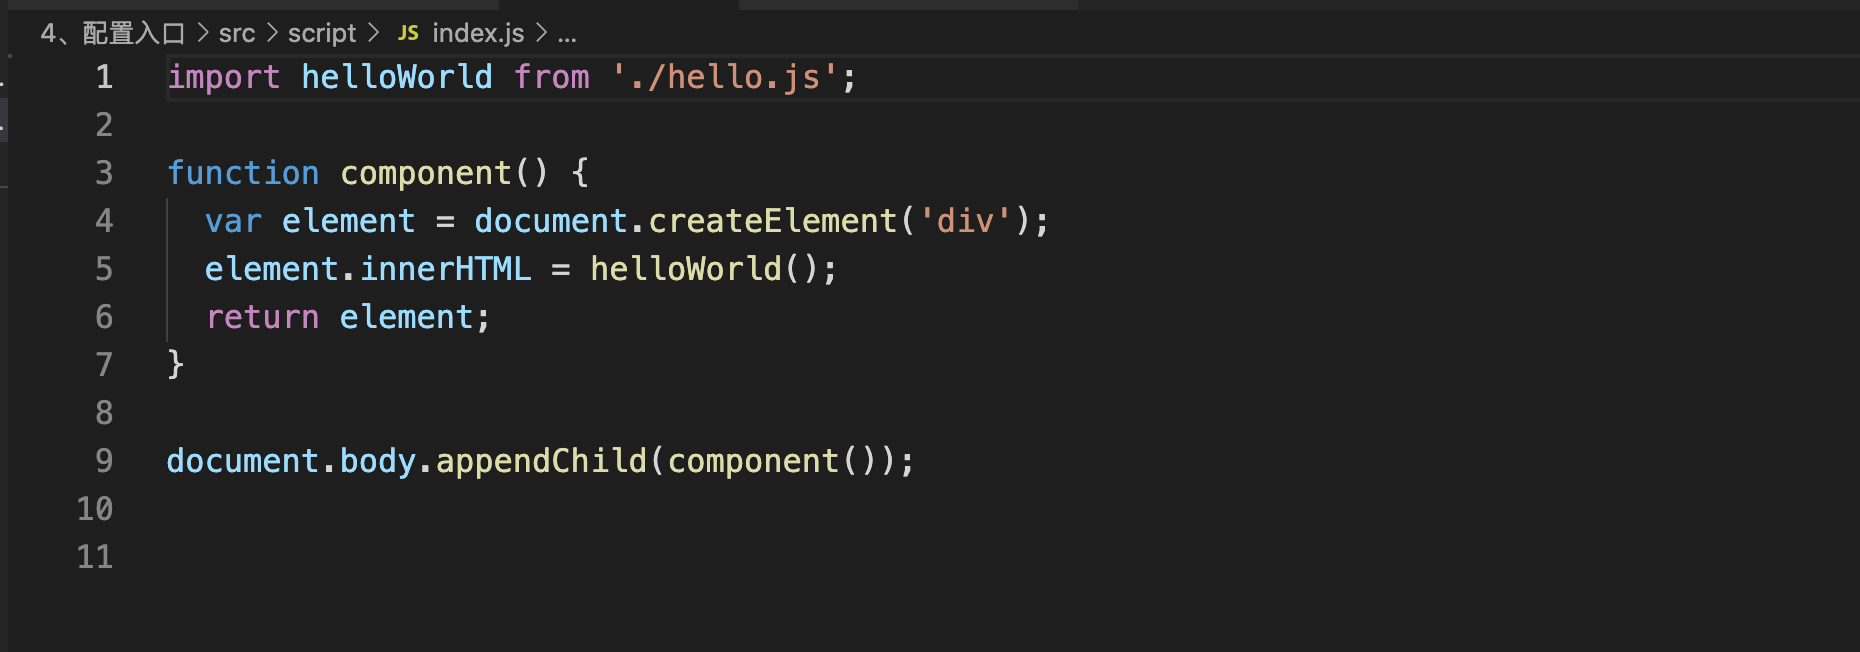 4、配置入口 > src > script > JS index.js > ...
1 import helloWorld from './hello.js';
2
3 function component() {
4   var element = document.createElement('div');
5   element.innerHTML = helloWorld();
6   return element;
7 }
8
9 document.body.appendChild(component());
10
11